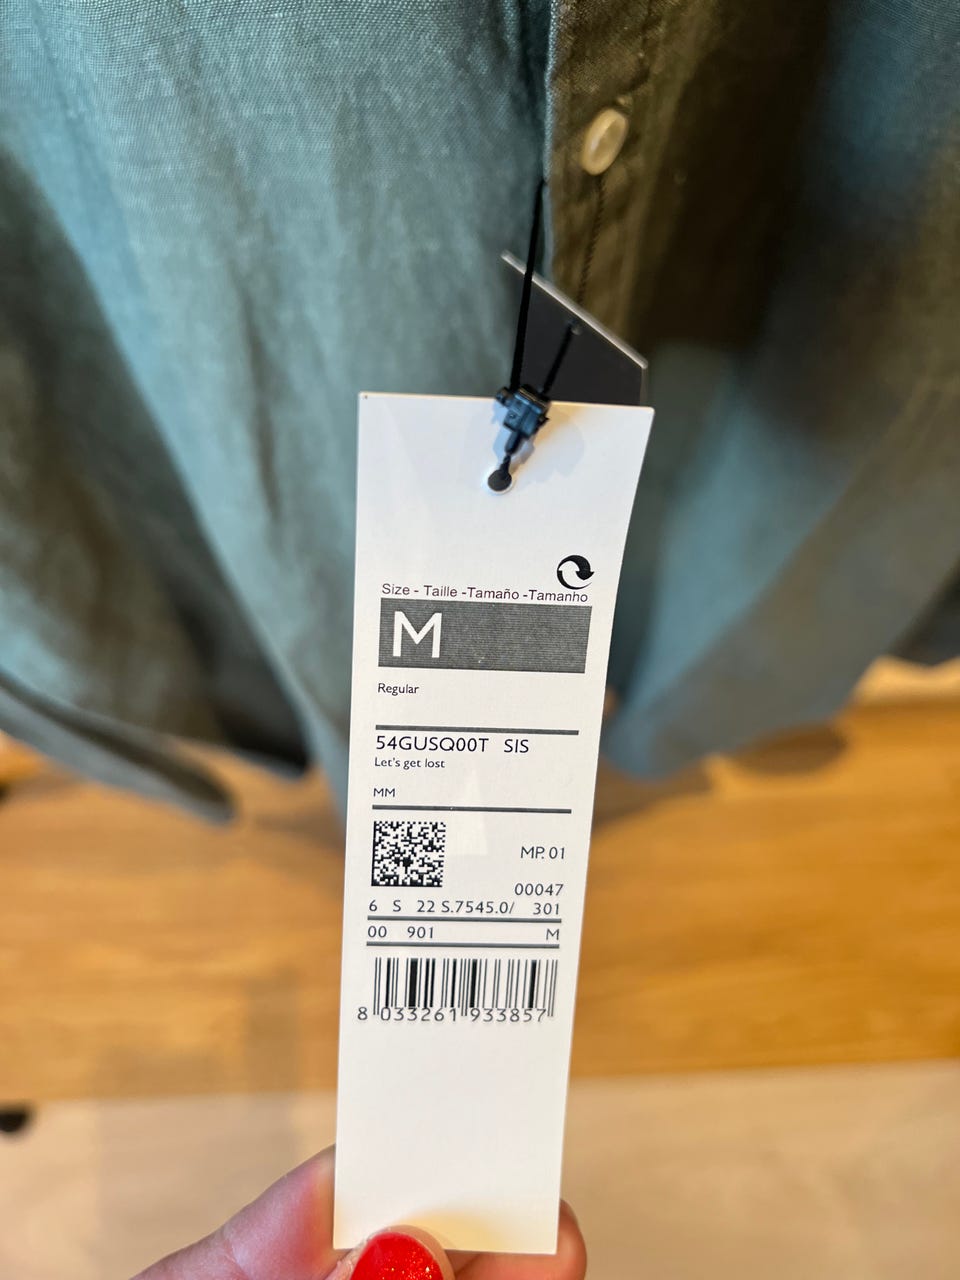 Size - Taille -Tamaño -Tamanho
M
Regular
54GUSQ00T SIS
Let's get lost
MM
MP. 01
00047
6 S 22 S.7545.0/ 301
00 901 M
8 033261 933857